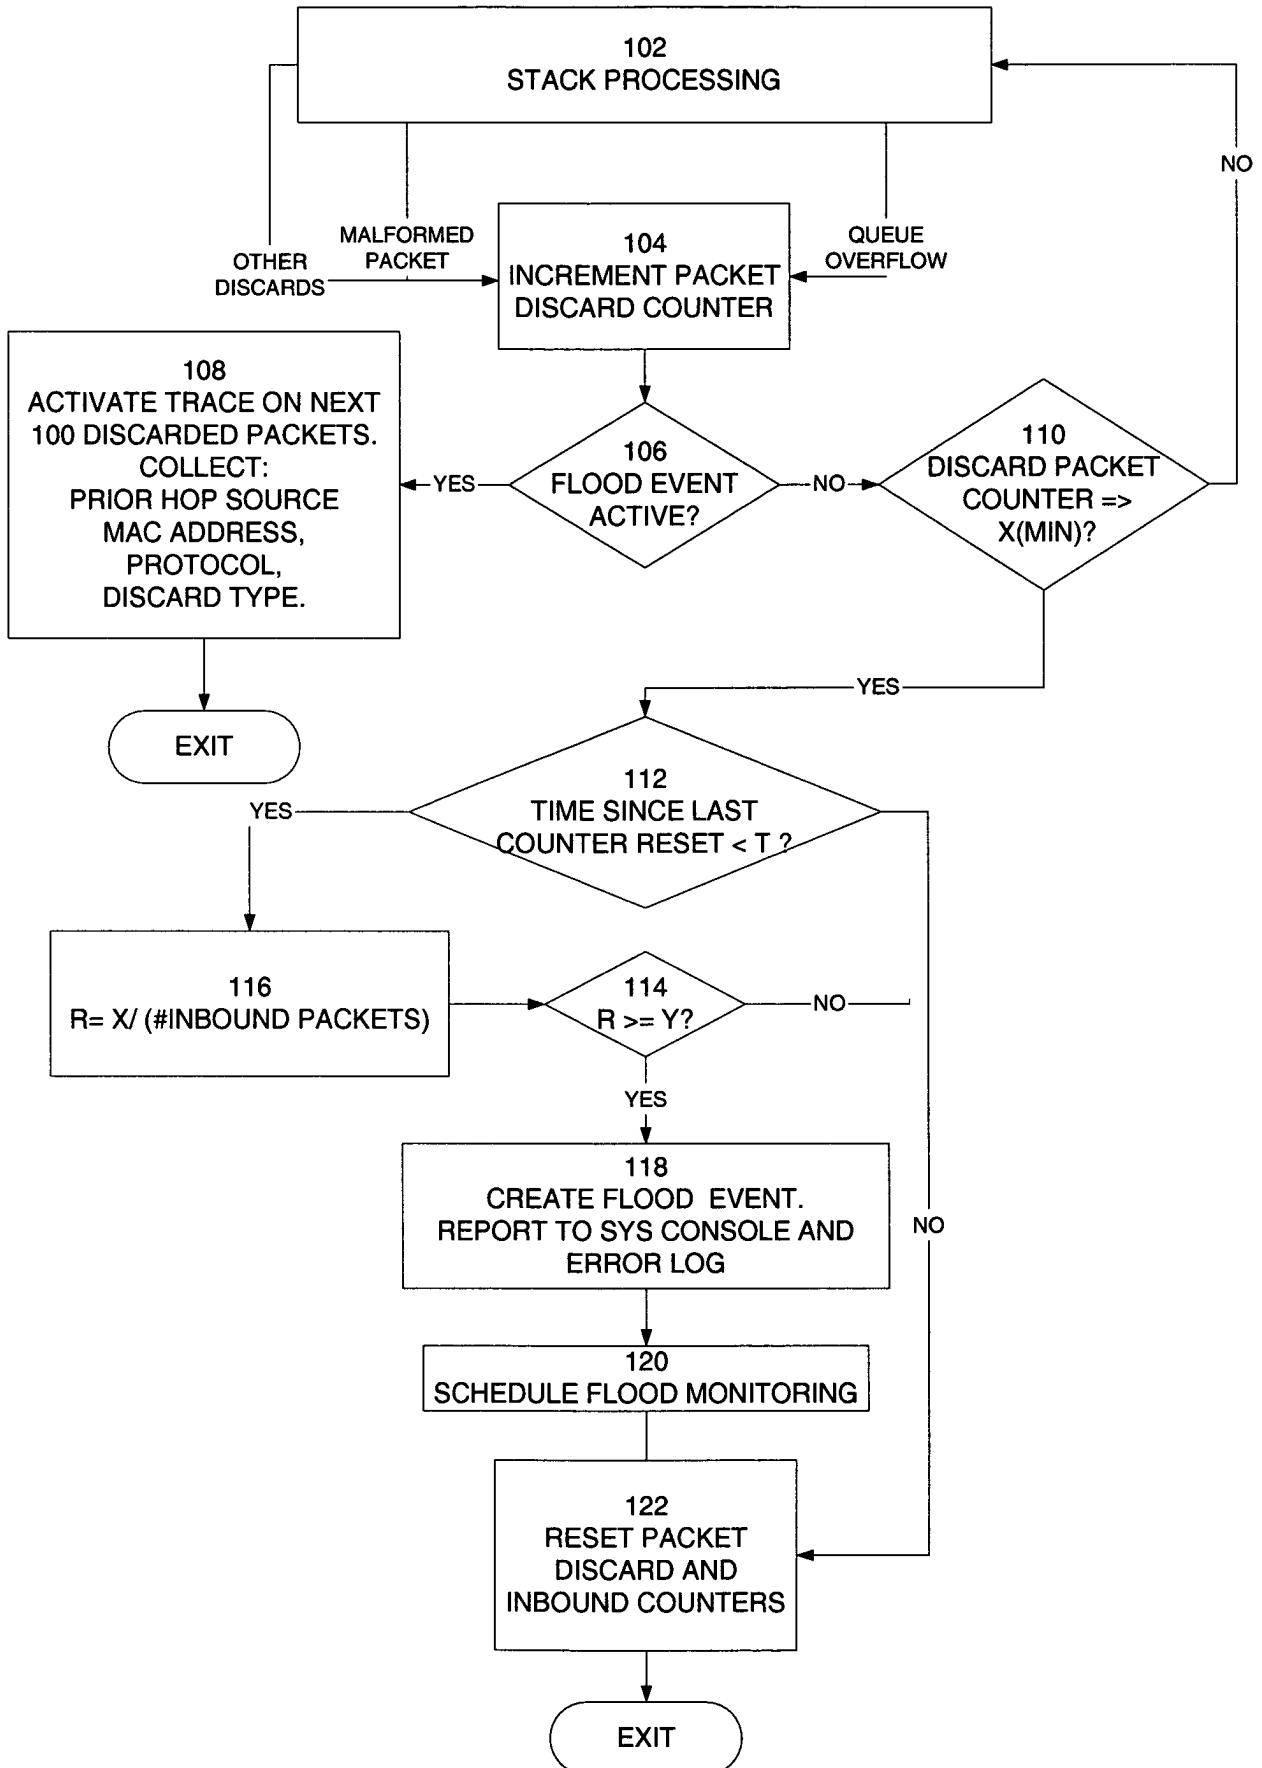 102
STACK PROCESSING
NO
OTHER
DISCARDS
MALFORMED
PACKET
104
INCREMENT PACKET
DISCARD COUNTER
QUEUE
OVERFLOW
108
ACTIVATE TRACE ON NEXT
100 DISCARDED PACKETS.
COLLECT:
PRIOR HOP SOURCE
MAC ADDRESS,
PROTOCOL,
DISCARD TYPE.
YES
106
FLOOD EVENT
ACTIVE?
NO
110
DISCARD PACKET
COUNTER =>
X(MIN)?
EXIT
YES
112
TIME SINCE LAST
COUNTER RESET < T ?
YES
116
R= X/ (#INBOUND PACKETS)
114
R >= Y?
NO
YES
118
CREATE FLOOD  EVENT.
REPORT TO SYS CONSOLE AND
ERROR LOG
NO
120
SCHEDULE FLOOD MONITORING
122
RESET PACKET
DISCARD AND
INBOUND COUNTERS
EXIT